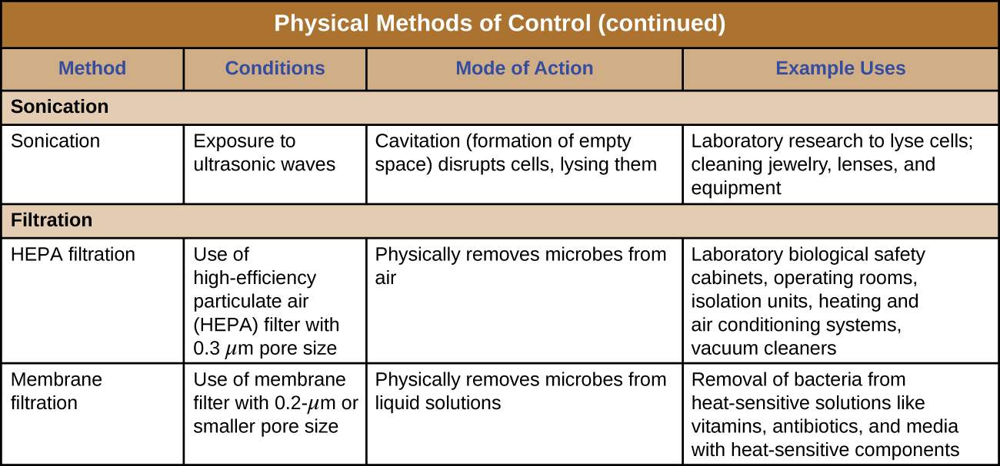 Physical Methods of Control (continued)
Method
Conditions
Mode of Action
Example Uses
Sonication
Sonication
Exposure to
ultrasonic waves
Cavitation (formation of empty
space) disrupts cells, lysing them
Laboratory research to lyse cells;
cleaning jewelry, lenses, and
equipment
Filtration
HEPA filtration
Use of
high-efficiency
particulate air
(HEPA) filter with
0.3 μm pore size
Physically removes microbes from
air
Laboratory biological safety
cabinets, operating rooms,
isolation units, heating and
air conditioning systems,
vacuum cleaners
Membrane
filtration
Use of membrane
filter with 0.2-μm or
smaller pore size
Physically removes microbes from
liquid solutions
Removal of bacteria from
heat-sensitive solutions like
vitamins, antibiotics, and media
with heat-sensitive components